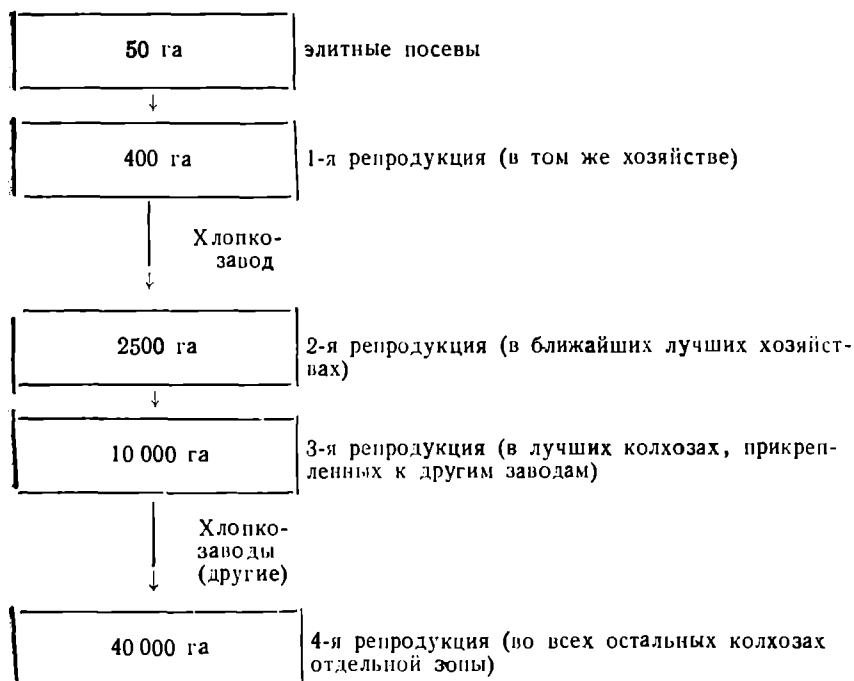 50 га
элитные посевы
400 га
1-я репродукция (в том же хозяйстве)
Хлопко-
завод
2500 га
2-я репродукция (в ближайших лучших хозяйст-
вах)
10 000 га
3-я репродукция (в лучших колхозах, прикреп-
ленных к другим заводам)
Хлопко-
заводы
(другие)
40 000 га
4-я репродукция (во всех остальных колхозах
отдельной зоны)